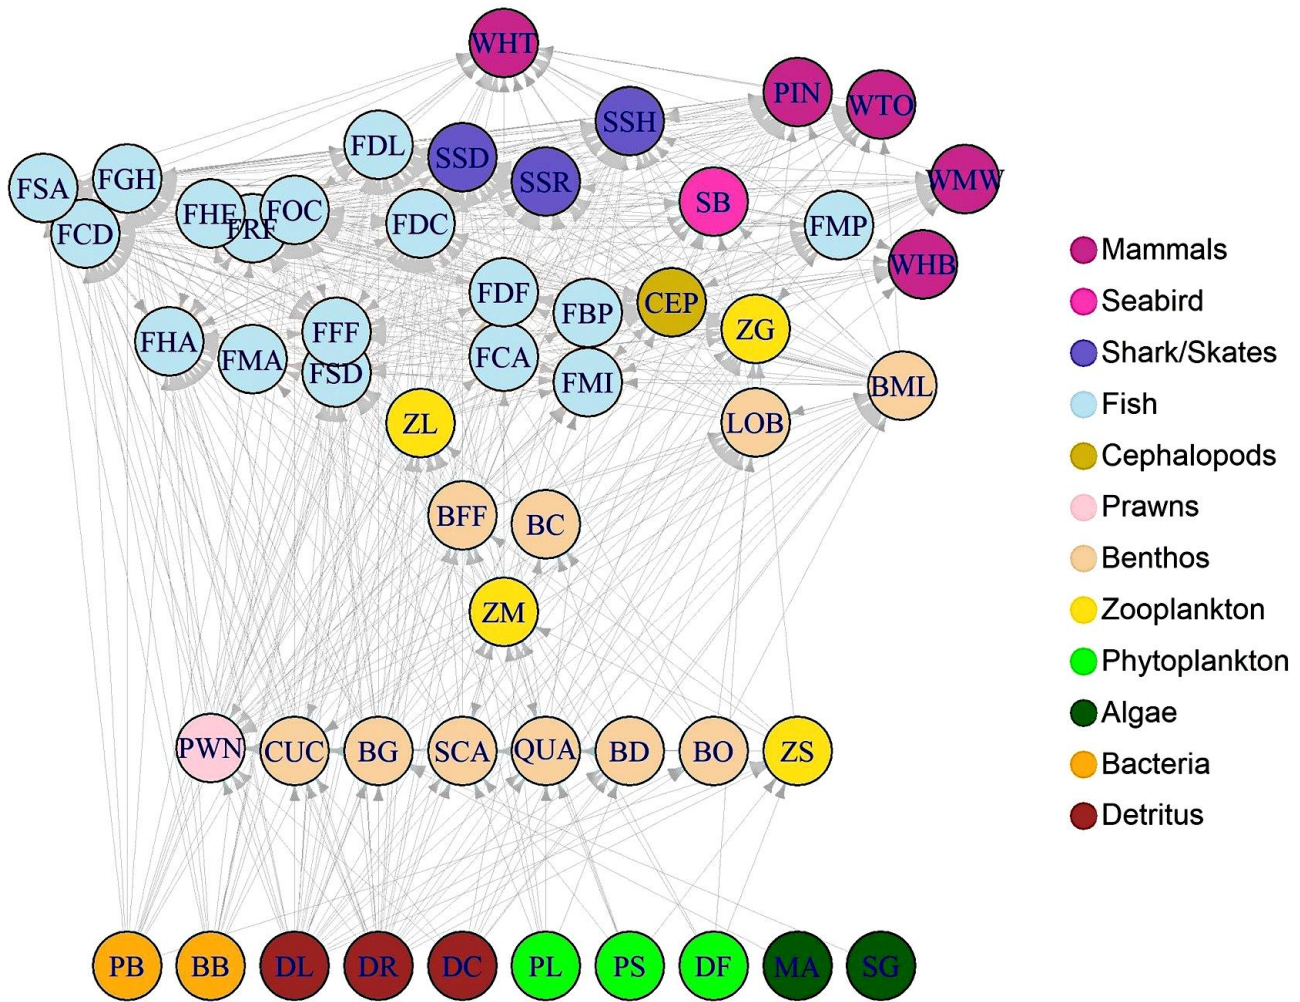 WHT
PIN
WTO
SSH
FDL
SSD
SSR
FSA
FGH
WMW
SB
FHE
FOC
FRF
FCD
FDC
FMP
WHB
FDF
FBP
CEP
ZG
FHA
FMA
FFF
FSD
FCA
FMI
BML
ZL
LOB
BFF
BC
ZM
PWN
CUC
BG
SCA
QUA
BD
BO
ZS
PB
BB
DL
DR
DC
PL
PS
DF
MA
SG
Mammals
Seabird
Shark/Skates
Fish
Cephalopods
Prawns
Benthos
Zooplankton
Phytoplankton
Algae
Bacteria
Detritus